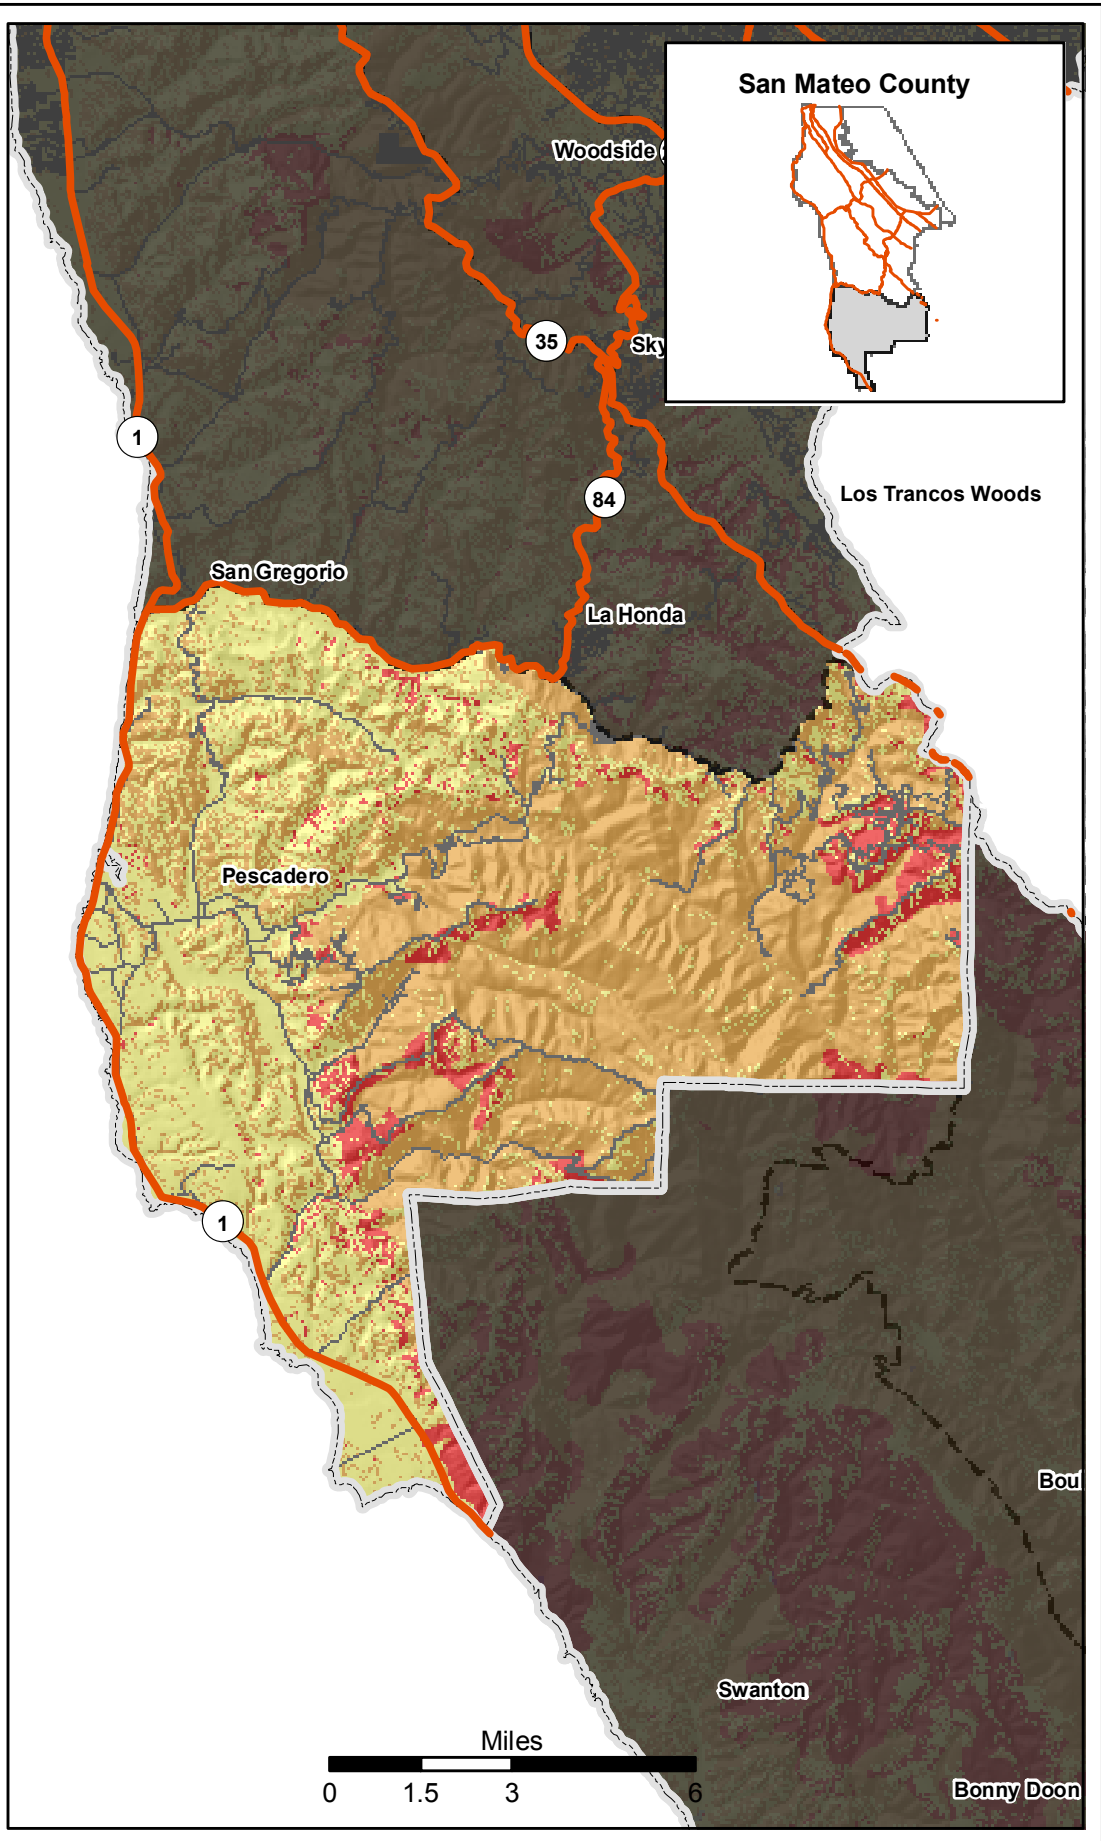 San Mateo County
Woodside
35
Sky
1
Los Trancos Woods
84
San Gregorio
La Honda
Pescadero
1
Boul
Swanton
Miles
0 1.5 3 6
Bonny Doon